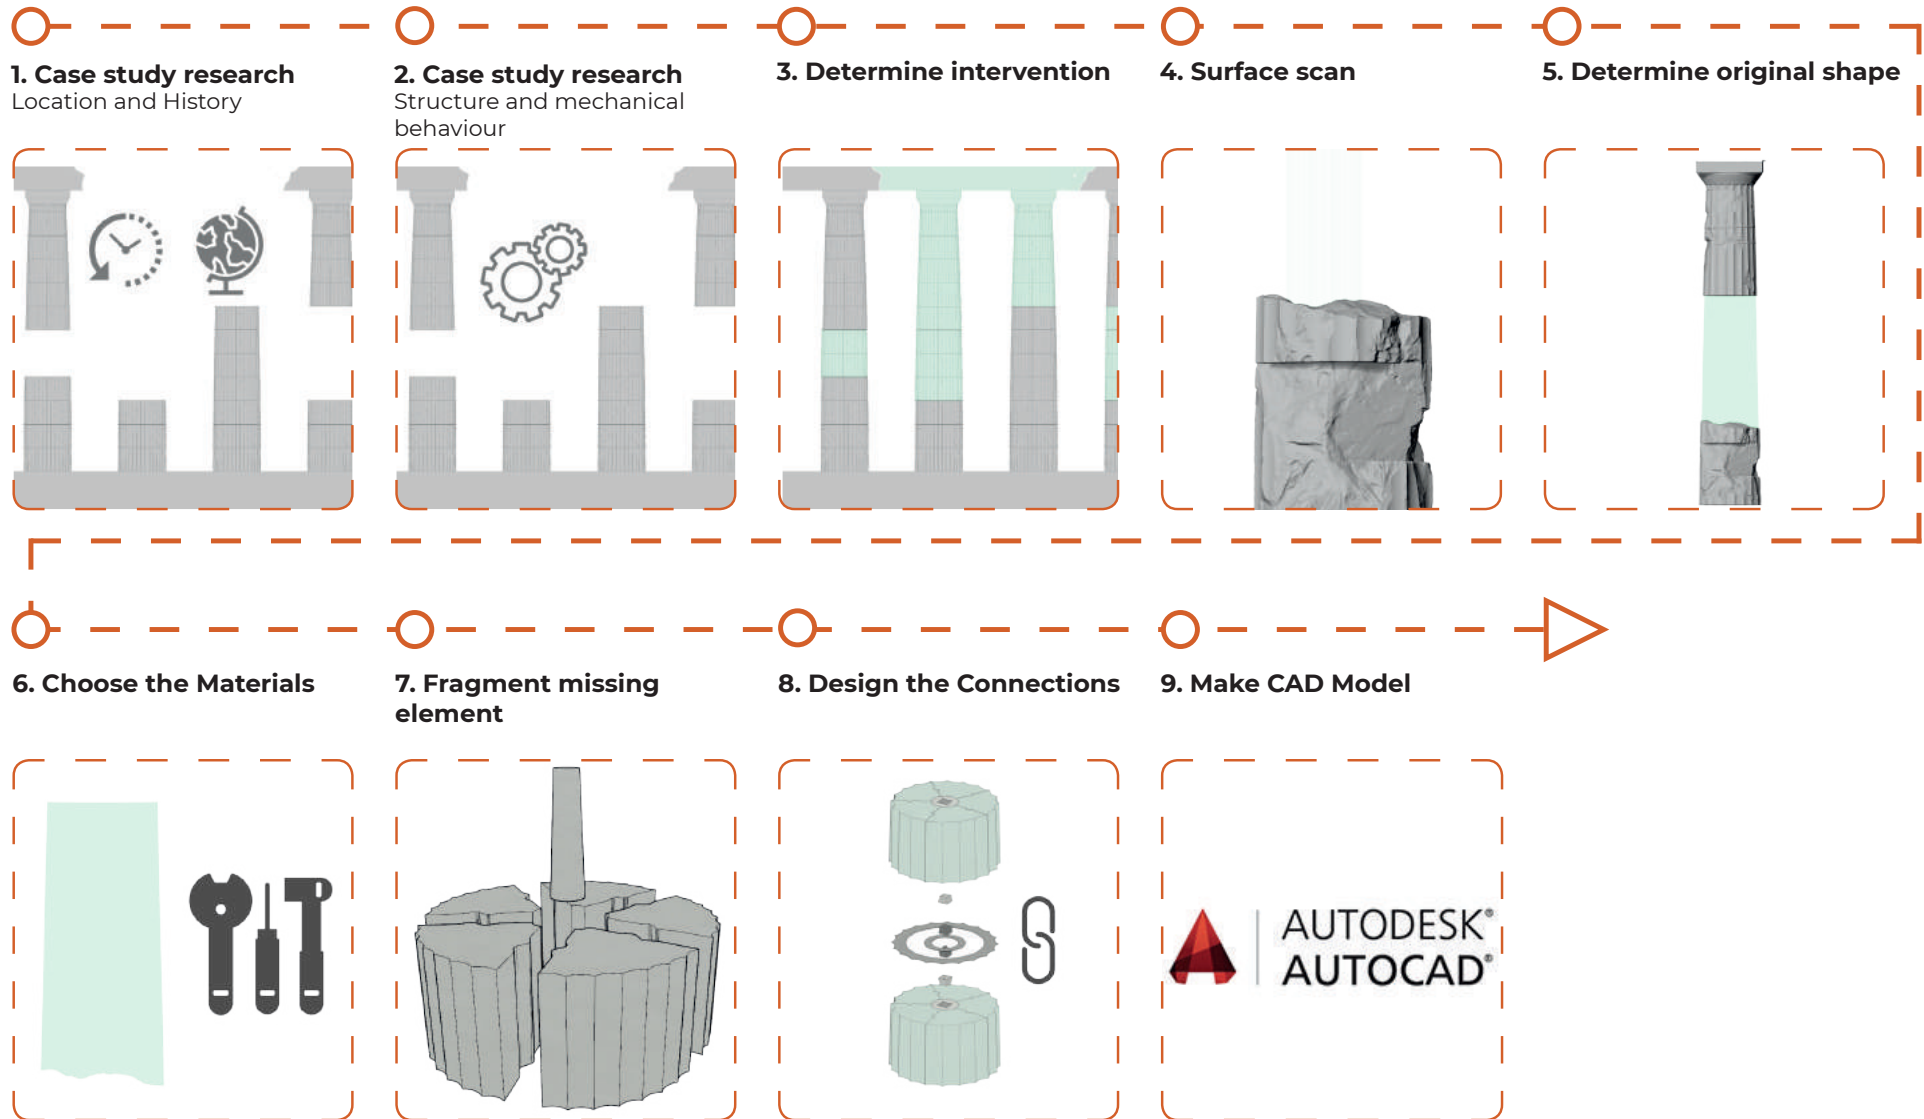 1. Case study research
Location and History
2. Case study research
Structure and mechanical
behaviour
3. Determine intervention
4. Surface scan
5. Determine original shape
6. Choose the Materials
7. Fragment missing
element
8. Design the Connections
9. Make CAD Model
AUTODESK®
AUTOCAD®